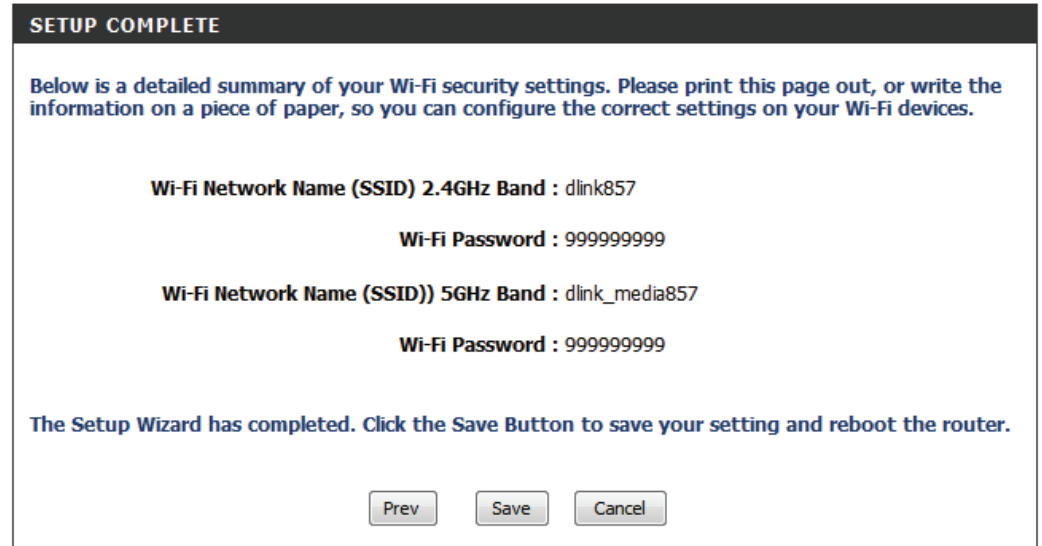 SETUP COMPLETE
Below is a detailed summary of your Wi-Fi security settings. Please print this page out, or write the
information on a piece of paper, so you can configure the correct settings on your Wi-Fi devices.
Wi-Fi Network Name (SSID) 2.4GHz Band : dlink857
Wi-Fi Password : 999999999
Wi-Fi Network Name (SSID)) 5GHz Band : dlink_media857
Wi-Fi Password : 999999999
The Setup Wizard has completed. Click the Save Button to save your setting and reboot the router.
Prev Save Cancel